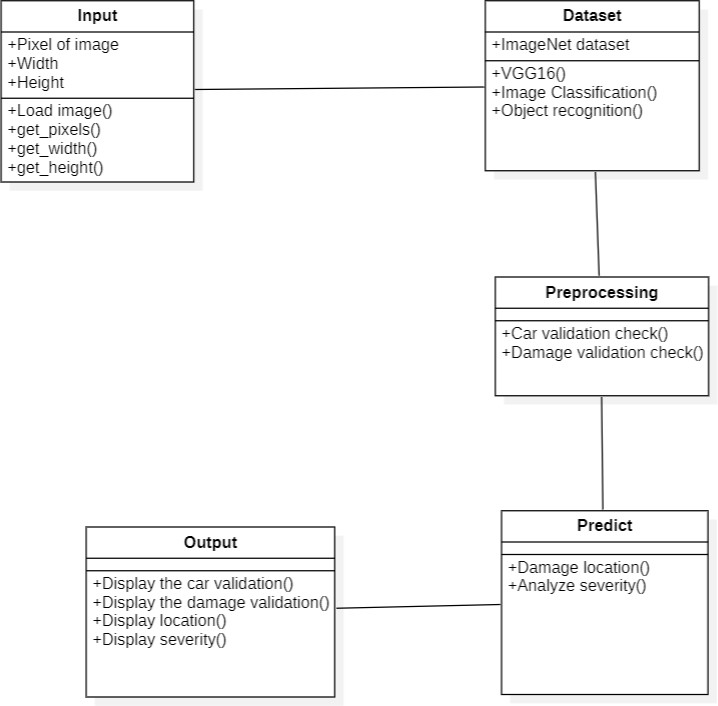 Input
+Pixel of image
+Width
+Height
+Load image()
+get_pixels()
+get_width()
+get_height()
Dataset
+ImageNet dataset
+VGG16()
+Image Classification()
+Object recognition()
Preprocessing
+Car validation check()
+Damage validation check()
Predict
+Damage location()
+Analyze severity()
Output
+Display the car validation()
+Display the damage validation()
+Display location()
+Display severity()